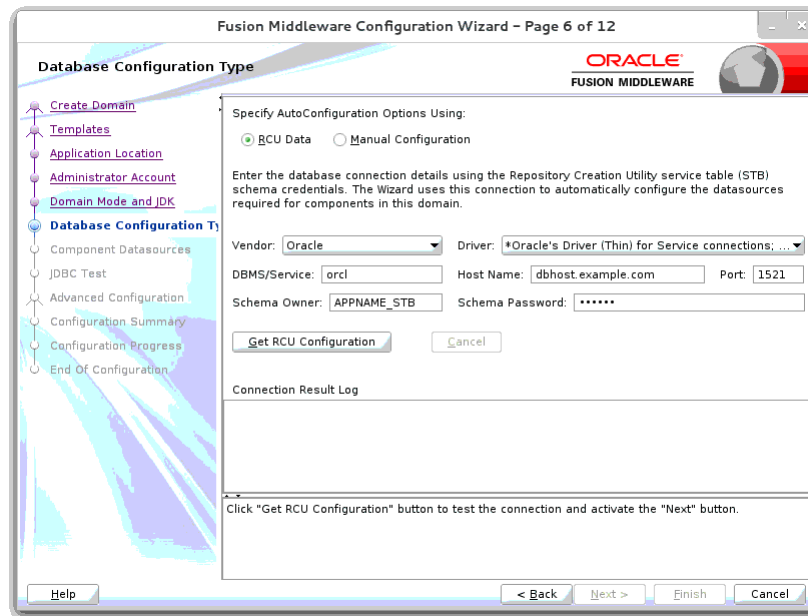 Fusion Middleware Configuration Wizard - Page 6 of 12
Database Configuration Type
ORACLE
FUSION MIDDLEWARE
Create Domain
Templates
Application Location
Administrator Account
Domain Mode and JDK
Database Configuration Ty
Component Datasources
JDBC Test
Advanced Configuration
Configuration Summary
Configuration Progress
End Of Configuration
Specify AutoConfiguration Options Using:
RCU Data Manual Configuration
Enter the database connection details using the Repository Creation Utility service table (STB)
schema credentials. The Wizard uses this connection to automatically configure the datasources
required for components in this domain.
Vendor: Oracle Driver: *Oracle's Driver (Thin) for Service connections; ...
DBMS/Service: orcl Host Name: dbhost.example.com Port: 1521
Schema Owner: APPNAME_STB Schema Password: ••••••
Get RCU Configuration Cancel
Connection Result Log
Click "Get RCU Configuration" button to test the connection and activate the "Next" button.
Help < Back Next > Finish Cancel